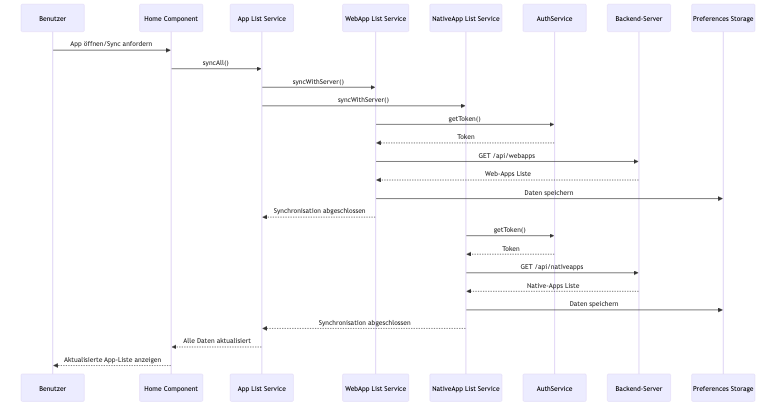 Benutzer
Home Component
App List Service
WebApp List Service
NativeApp List Service
AuthService
Backend-Server
Preferences Storage
App öffnen/Sync anfordern
syncAll()
syncWithServer()
syncWithServer()
getToken()
Token
GET /api/webapps
Web-Apps Liste
Daten speichern
Synchronisation abgeschlossen
getToken()
Token
GET /api/nativeapps
Native-Apps Liste
Daten speichern
Synchronisation abgeschlossen
Alle Daten aktualisiert
Aktualisierte App-Liste anzeigen
Benutzer
Home Component
App List Service
WebApp List Service
NativeApp List Service
AuthService
Backend-Server
Preferences Storage